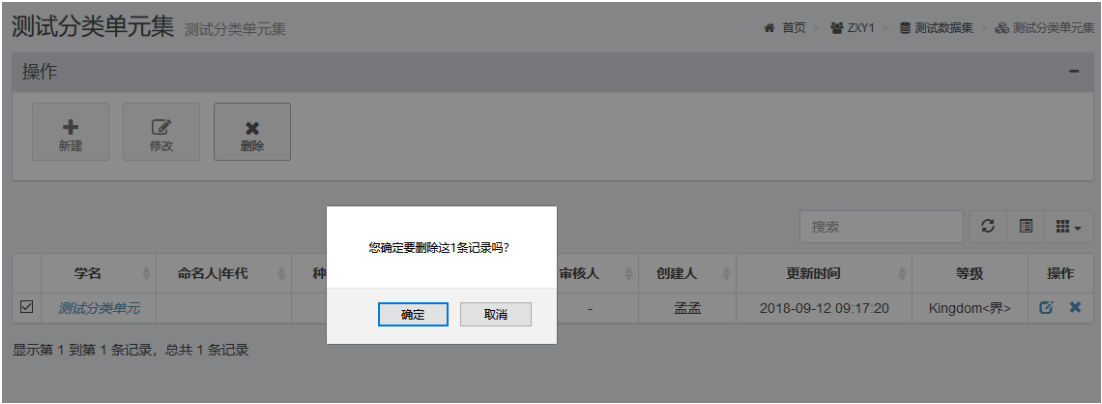 测试分类单元集 测试分类单元集
首页 > ZXY1 > 测试数据集 > 测试分类单元集
操作
新建 修改 删除
搜索
您确定要删除这1条记录吗?
确定 取消
学名 命名人|年代 种 审核人 创建人 更新时间 等级 操作
测试分类单元 - 孟孟 2018-09-12 09:17:20 Kingdom<界>
显示第 1 到第 1 条记录，总共 1 条记录